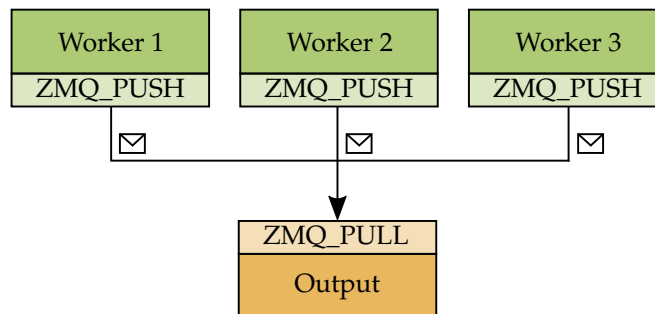 Worker 1
Worker 2
Worker 3
ZMQ_PUSH
ZMQ_PUSH
ZMQ_PUSH
ZMQ_PULL
Output